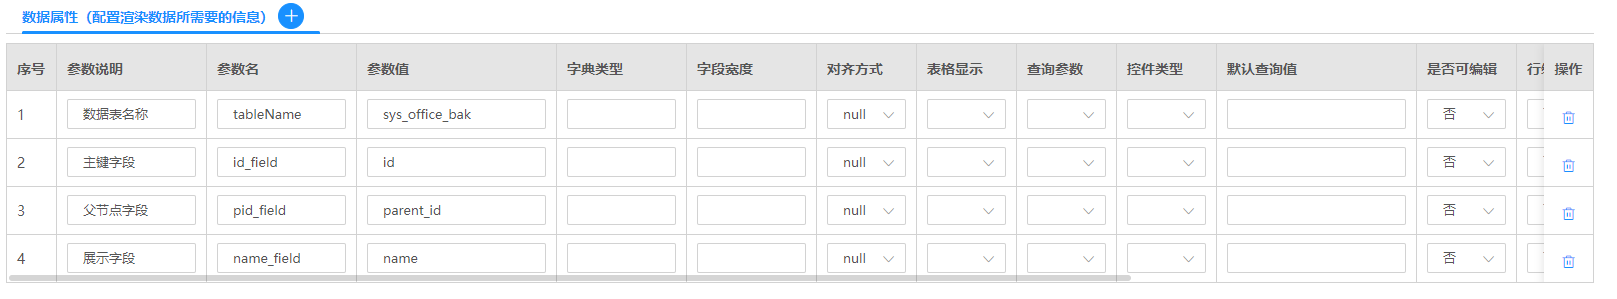 数据属性（配置渲染数据所需要的信息）
序号 参数说明 参数名 参数值 字典类型 字段宽度 对齐方式 表格显示 查询参数 控件类型 默认查询值 是否可编辑 操作
1 数据表名称 tableName sys_office_bak null 否
2 主键字段 id_field id null 否
3 父节点字段 pid_field parent_id null 否
4 展示字段 name_field name null 否